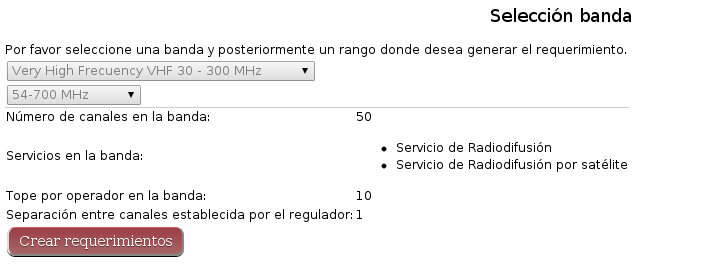 Selección banda
Por favor seleccione una banda y posteriormente un rango donde desea generar el requerimiento.
Very High Frecuency VHF 30 - 300 MHz
54-700 MHz
Número de canales en la banda: 50
Servicios en la banda:
Servicio de Radiodifusión
Servicio de Radiodifusión por satélite
Tope por operador en la banda: 10
Separación entre canales establecida por el regulador: 1
Crear requerimientos